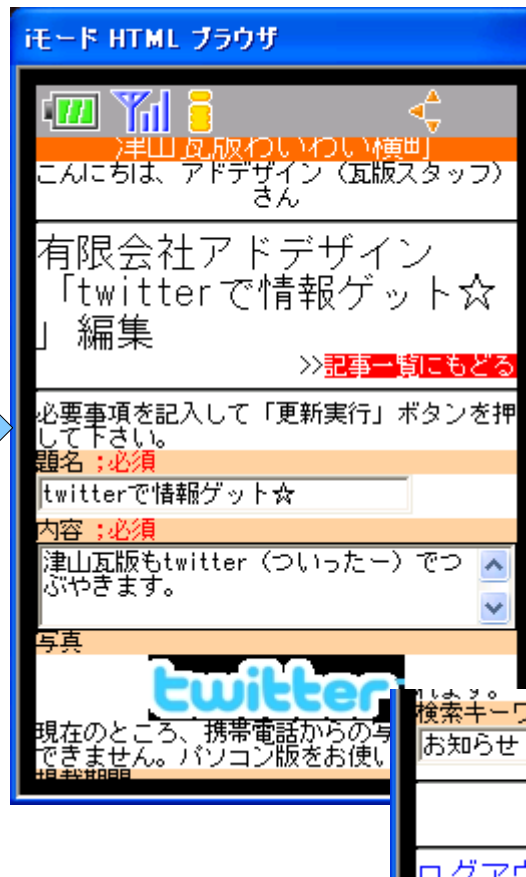 iモード HTML ブラウザ
津山瓦版わいわい横町
こんにちは、アドデザイン（瓦版スタッフ）
さん
有限会社アドデザイン
「twitterで情報ゲット☆
」編集
>>記事一覧にもどる
必要事項を記入して「更新実行」ボタンを押
して下さい。
題名；必須
twitterで情報ゲット☆
内容；必須
津山瓦版もtwitter（ついったー）でつ
ぶやきます。
写真
twitter
現在のところ、携帯電話からの写
できません。パソコン版をお使い
掲載期間
ます。
検索キーワ
お知らせ
ログアウ